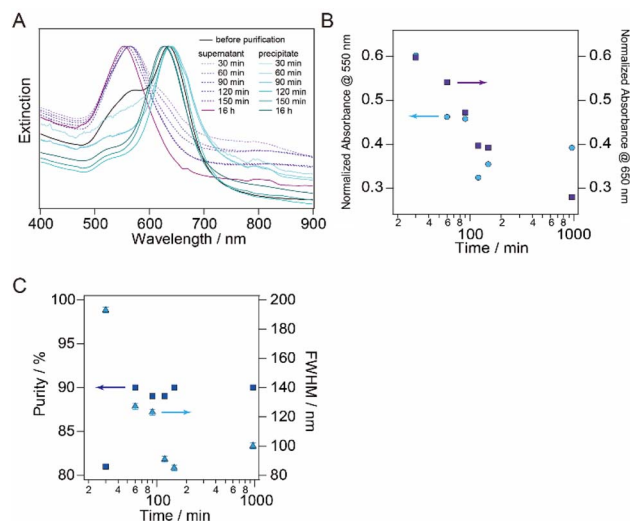 A
before purification
supernatant precipitate
30 min 30 min
60 min 60 min
90 min 90 min
120 min 120 min
150 min 150 min
16 h 16 h
Extinction
400 500 600 700 800 900
Wavelength / nm
B
Normalized Absorbance @ 550 nm
0.6
0.5
0.4
0.3
0.6
0.5
0.4
0.3
Normalized Absorbance @ 650 nm
2 4 6 8 100 2 4 6 8 1000
Time / min
C
Purity / %
100
95
90
85
80
200
180
160
140
120
100
80
FWHM / nm
2 4 6 8 100 2 4 6 8 1000
Time / min